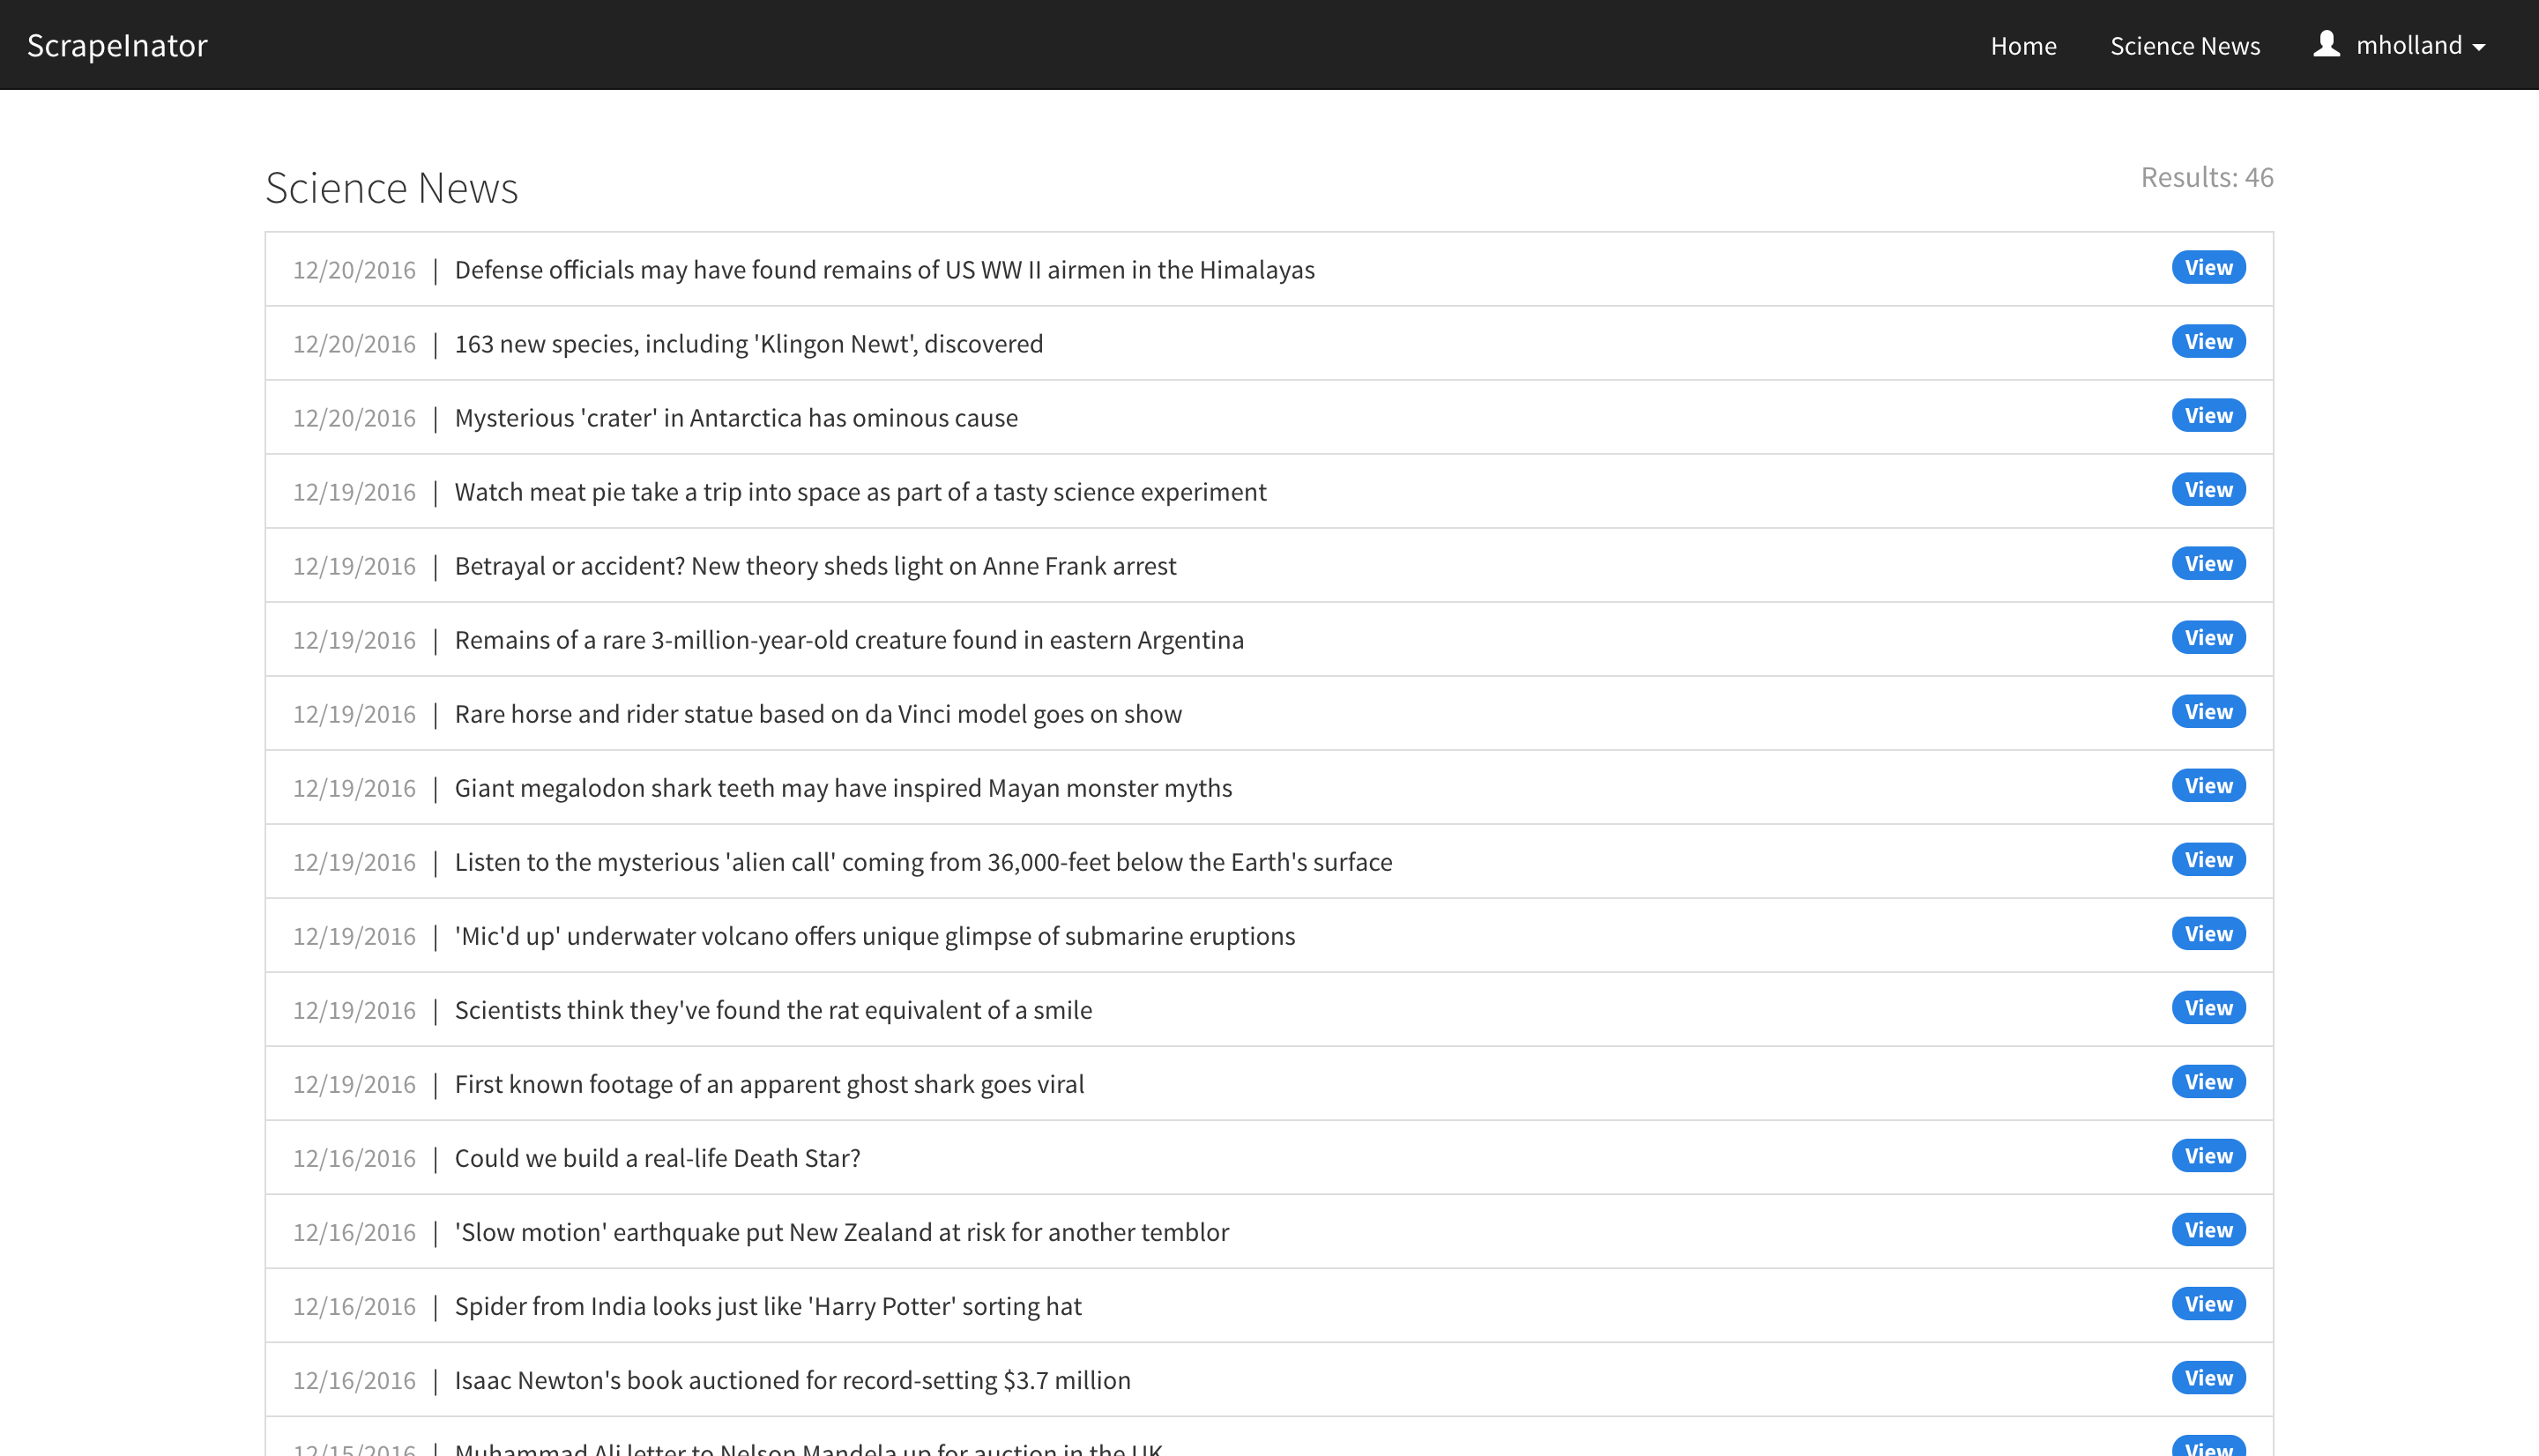 ScrapeInator Home Science News mholland
Science News Results: 46
12/20/2016 | Defense officials may have found remains of US WW II airmen in the Himalayas View
12/20/2016 | 163 new species, including 'Klingon Newt', discovered View
12/20/2016 | Mysterious 'crater' in Antarctica has ominous cause View
12/19/2016 | Watch meat pie take a trip into space as part of a tasty science experiment View
12/19/2016 | Betrayal or accident? New theory sheds light on Anne Frank arrest View
12/19/2016 | Remains of a rare 3-million-year-old creature found in eastern Argentina View
12/19/2016 | Rare horse and rider statue based on da Vinci model goes on show View
12/19/2016 | Giant megalodon shark teeth may have inspired Mayan monster myths View
12/19/2016 | Listen to the mysterious 'alien call' coming from 36,000-feet below the Earth's surface View
12/19/2016 | 'Mic'd up' underwater volcano offers unique glimpse of submarine eruptions View
12/19/2016 | Scientists think they've found the rat equivalent of a smile View
12/19/2016 | First known footage of an apparent ghost shark goes viral View
12/16/2016 | Could we build a real-life Death Star? View
12/16/2016 | 'Slow motion' earthquake put New Zealand at risk for another temblor View
12/16/2016 | Spider from India looks just like 'Harry Potter' sorting hat View
12/16/2016 | Isaac Newton's book auctioned for record-setting $3.7 million View
12/15/2016 | Muhammad Ali letter to Nelson Mandela up for auction in the UK View